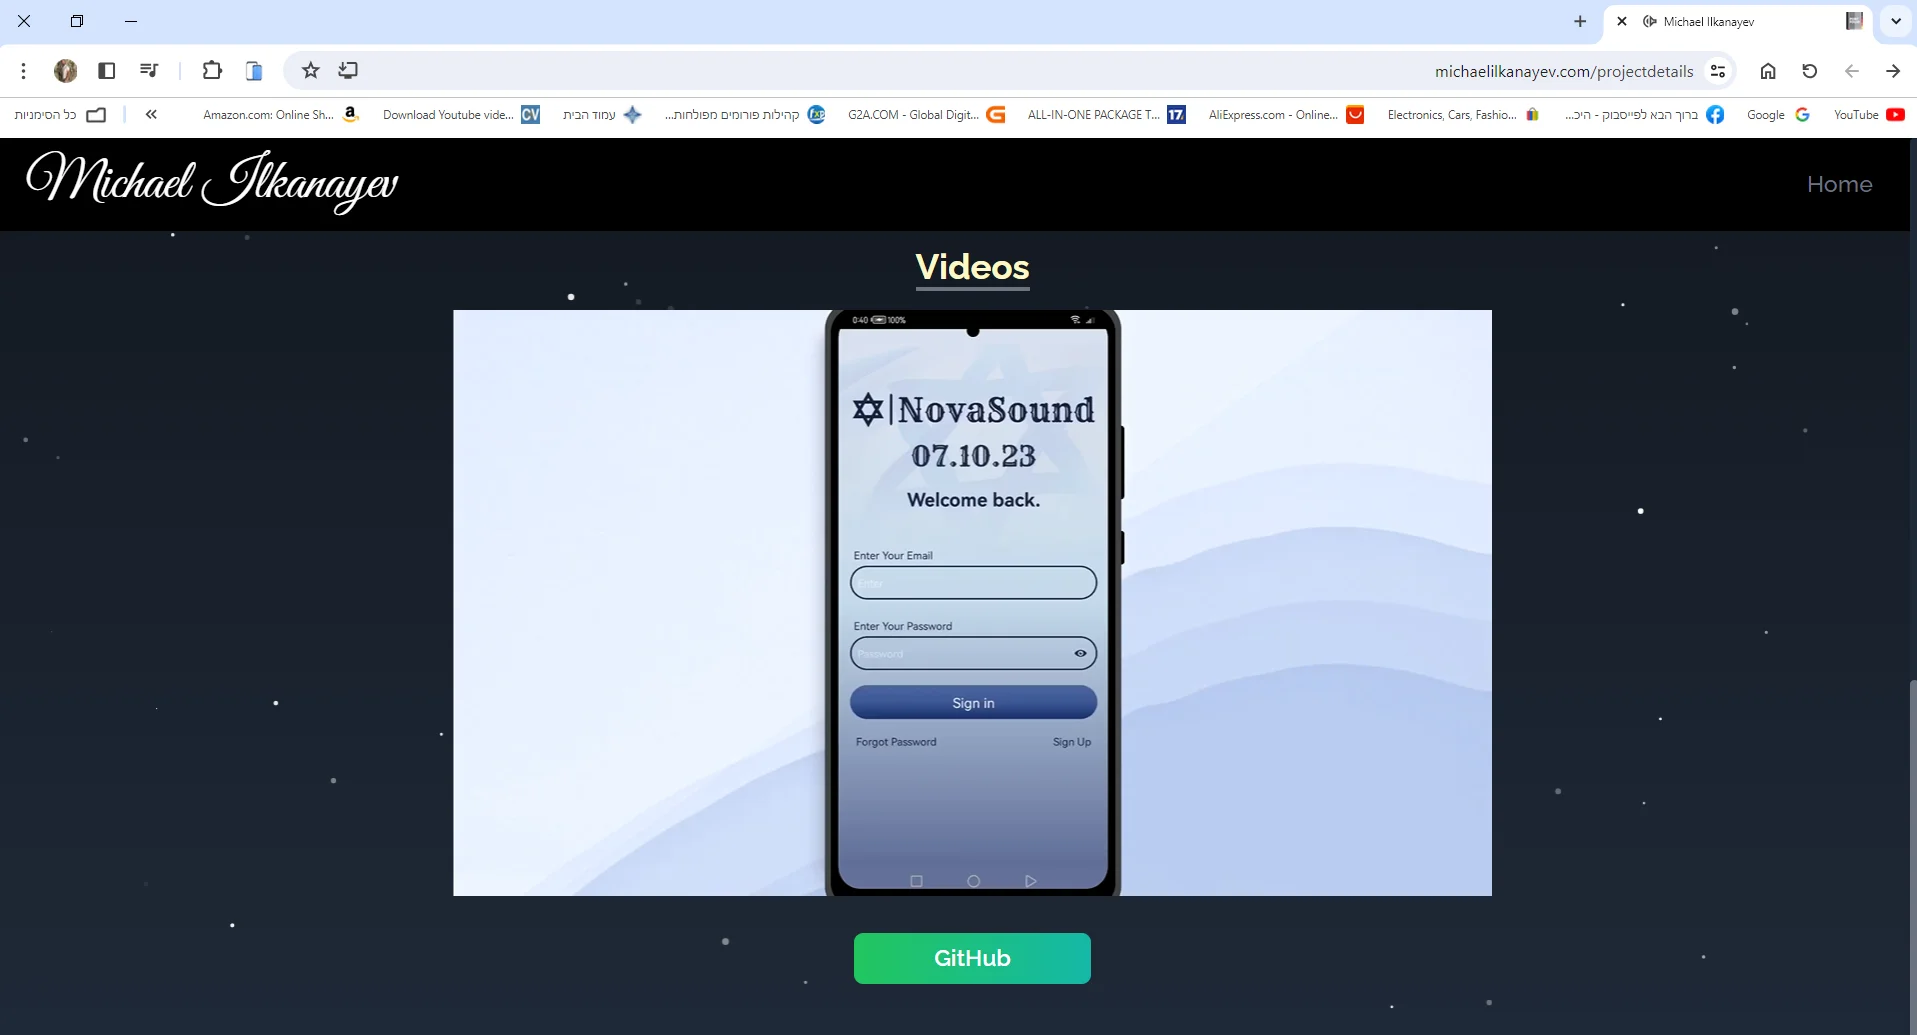 Michael Ilkanayev
michaelilkanayev.com/projectdetails
כל הסימניות
Amazon.com: Online Sh...
Download Youtube vide...
עמוד הבית
קהילות פורומים מפולחות...
G2A.COM - Global Digit...
ALL-IN-ONE PACKAGE T...
AliExpress.com - Online...
Electronics, Cars, Fashio...
ברוך הבא לפייסבוק - היכ...
Google
YouTube
Michael Ilkanayev
Home
Videos
0:40 100%
NovaSound
07.10.23
Welcome back.
Enter Your Email
Enter
Enter Your Password
Password
Sign in
Forgot Password
Sign Up
GitHub